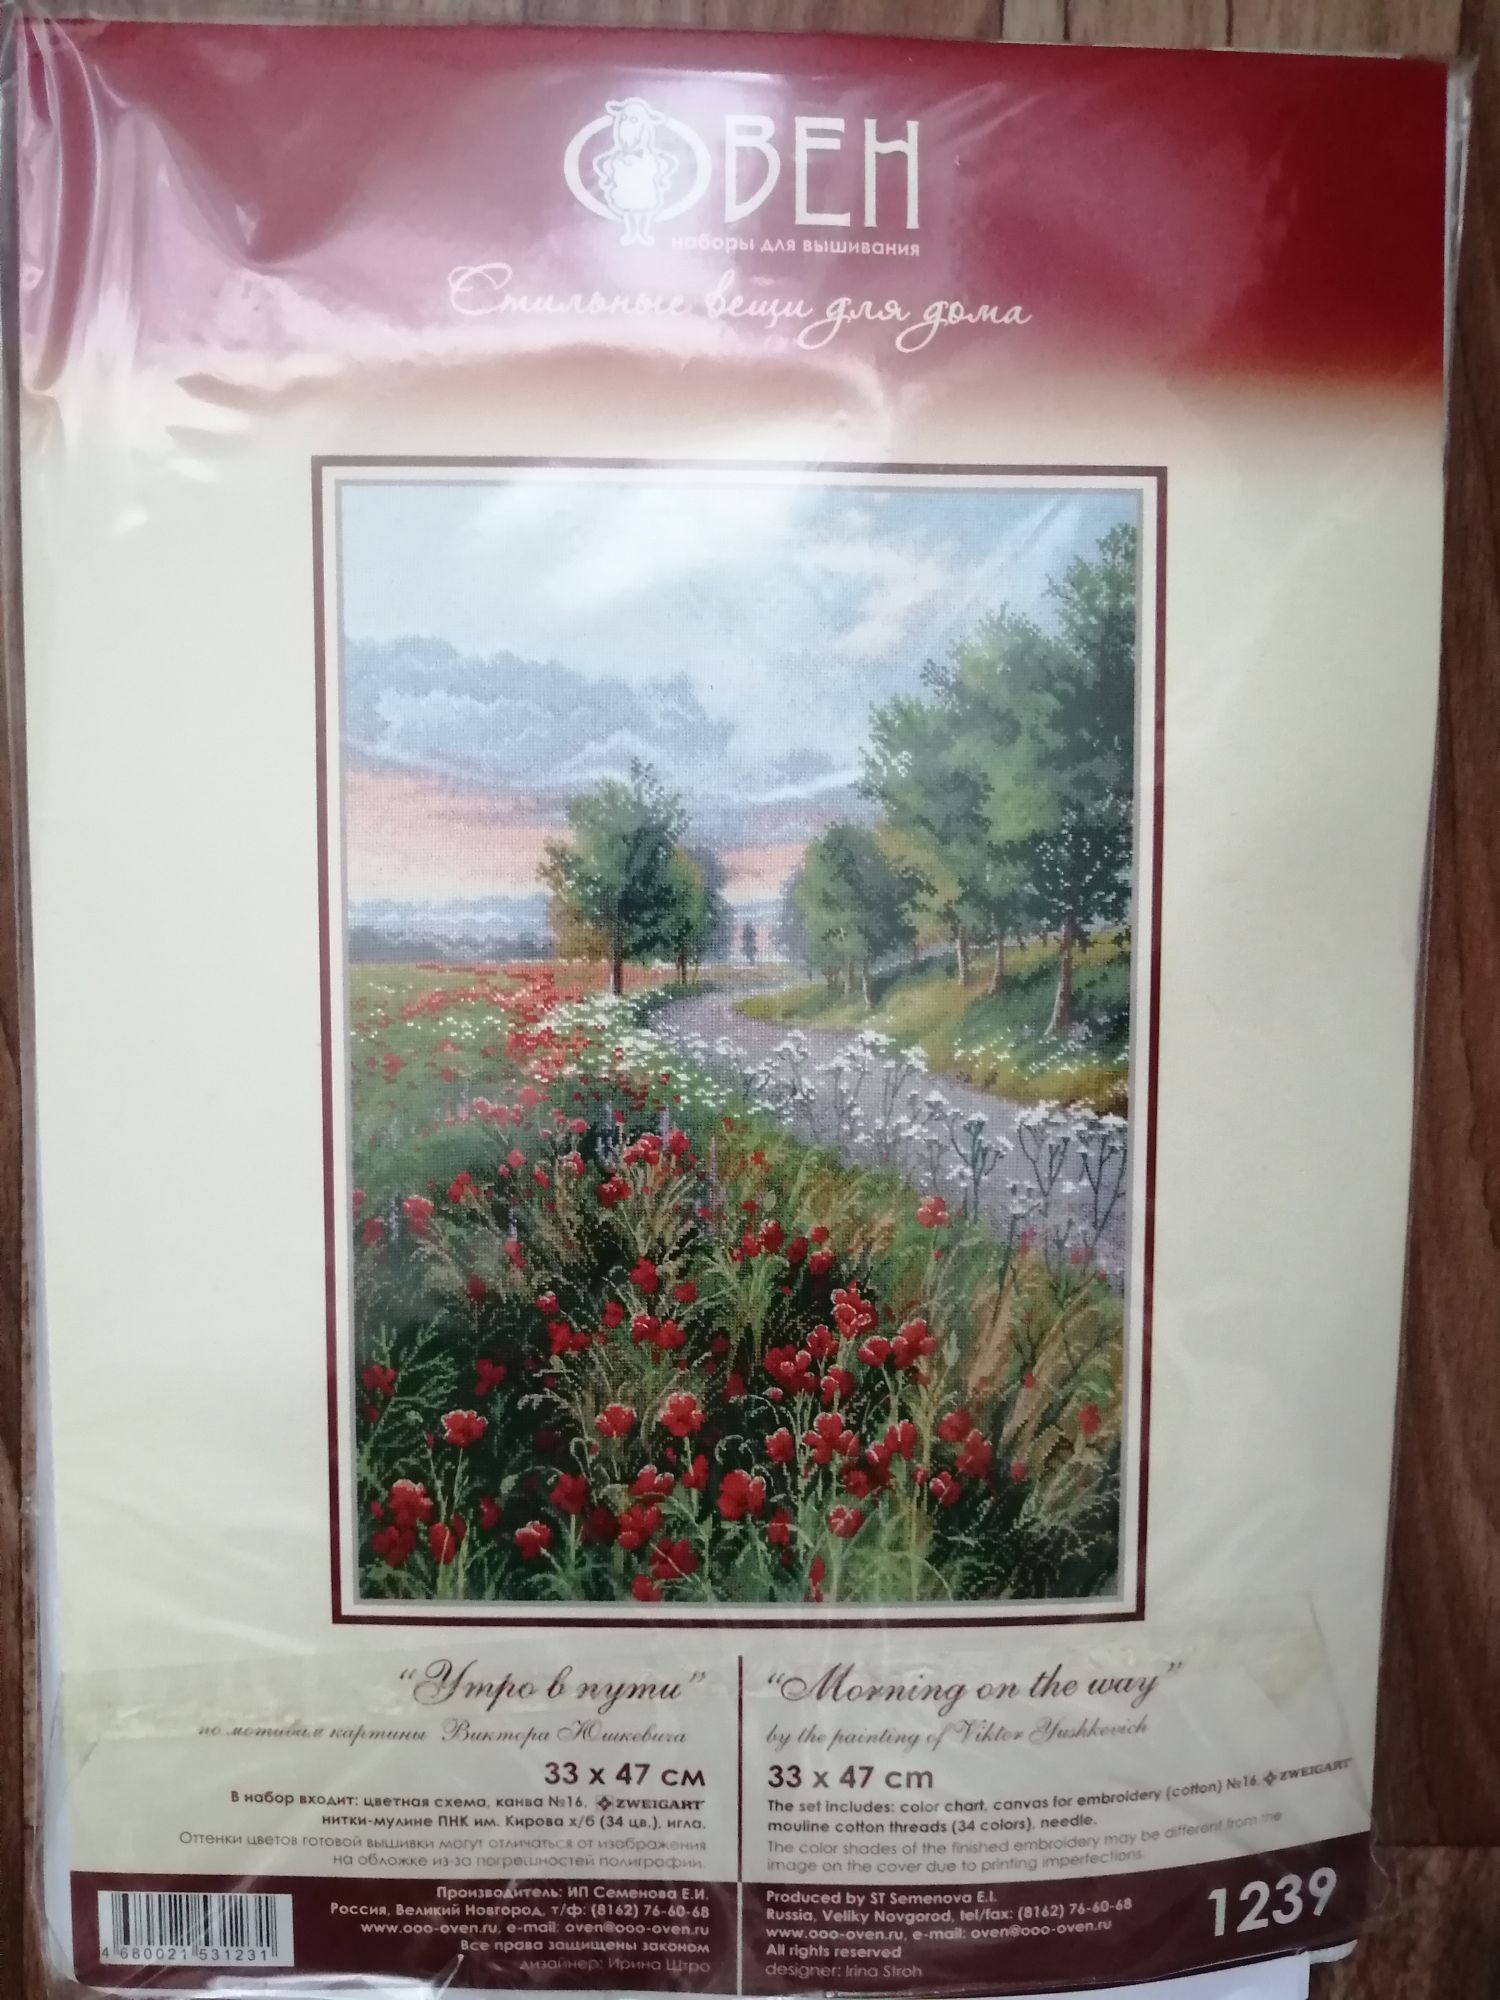 ОВЕН
наборы для вышивания
Стильные вещи для дома
“Утро в пути”
по мотивам картины Виктора Юшкевича
33 х 47 см
В набор входит: цветная схема, канва №16, ZWEIGART
нитки-мулине ПНК им. Кирова х/б (34 цв.), игла.
Оттенки цветов готовой вышивки могут отличаться от изображения
на обложке из-за погрешностей полиграфии.
“Morning on the way”
by the painting of Viktor Yushkevich
33 x 47 cm
The set includes: color chart, canvas for embroidery (cotton) №16, ZWEIGART
mouline cotton threads (34 colors), needle.
The color shades of the finished embroidery may be different from the
image on the cover due to printing imperfections.
4 680021 531231
Производитель: ИП Семенова Е.И.
Россия, Великий Новгород, т/ф: (8162) 76-60-68
www.ooo-oven.ru, e-mail: oven@ooo-oven.ru
Все права защищены законом
дизайнер: Ирина Штро
Produced by ST Semenova E.I.
Russia, Veliky Novgorod, tel/fax: (8162) 76-60-68
www.ooo-oven.ru, e-mail: oven@ooo-oven.ru
All rights reserved
designer: Irina Stroh
1239